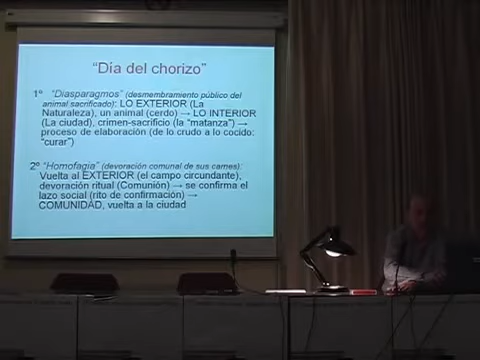 “Día del chorizo”
1º “Diasparagmos” (desmembramiento público del
animal sacrificado): LO EXTERIOR (La
Naturaleza), un animal (cerdo) → LO INTERIOR
(La ciudad), crimen-sacrificio (la “matanza”) →
proceso de elaboración (de lo crudo a lo cocido:
“curar”)
2º “Homofagia” (devoración comunal de sus carnes):
Vuelta al EXTERIOR (el campo circundante),
devoración ritual (Comunión) → se confirma el
lazo social (rito de confirmación) →
COMUNIDAD, vuelta a la ciudad